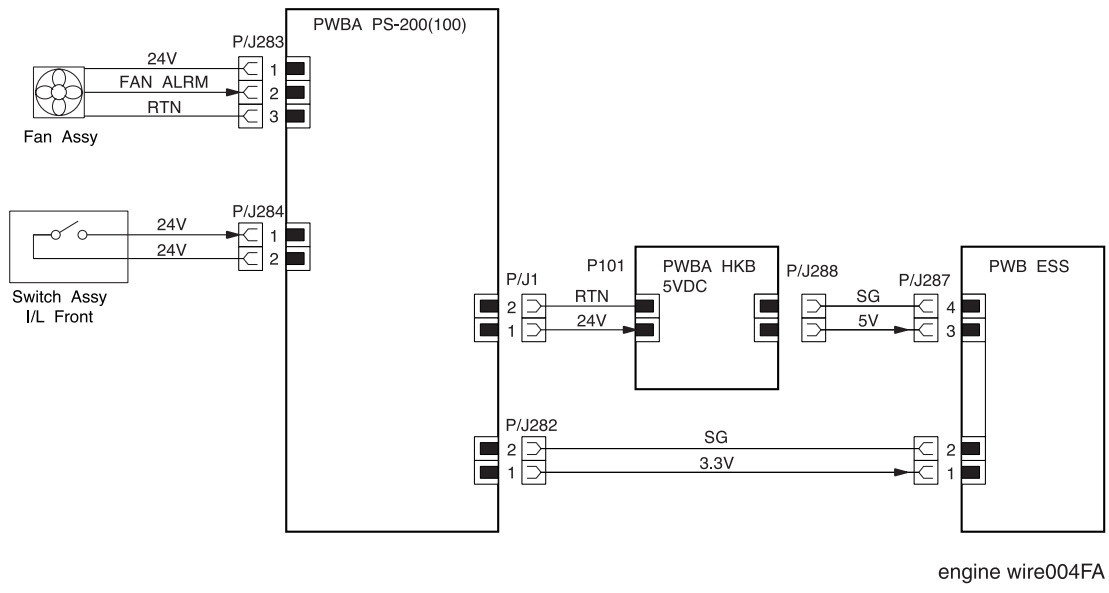 PWBA PS-200(100)
P/J283
24V
1
FAN ALRM
2
RTN
3
Fan Assy
P/J284
24V
1
24V
2
Switch Assy
I/L Front
P/J1
2
RTN
1
24V
P101
PWBA HKB
5VDC
P/J288
SG
5V
P/J287
4
3
PWB ESS
P/J282
2
SG
2
1
3.3V
1
engine wire004FA